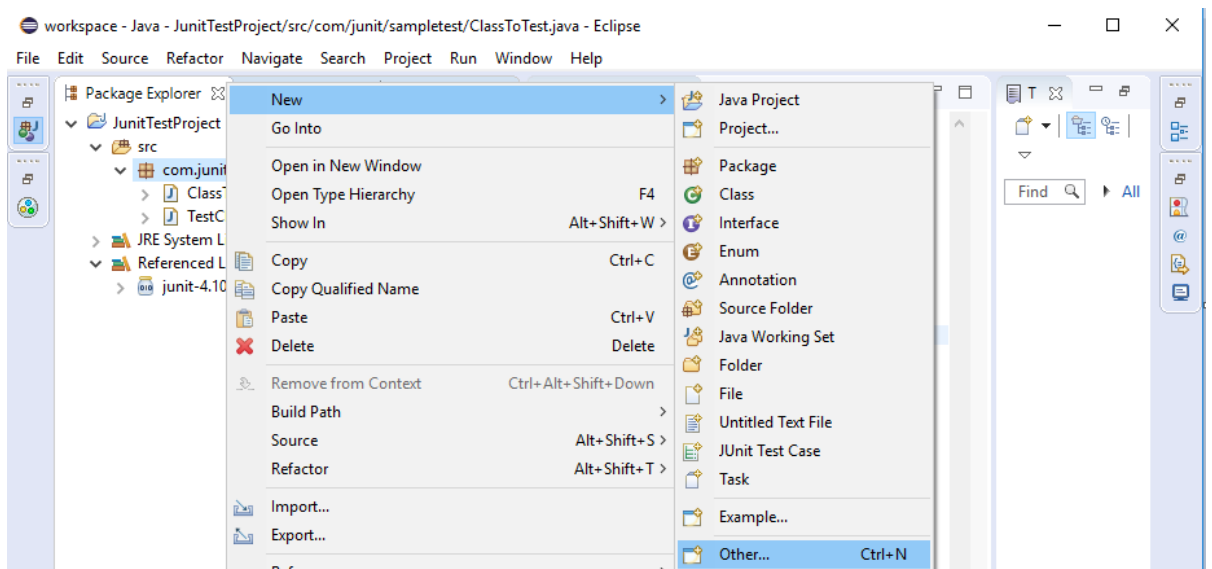 workspace - Java - JunitTestProject/src/com/junit/sampletest/ClassToTest.java - Eclipse
File Edit Source Refactor Navigate Search Project Run Window Help
Package Explorer
JunitTestProject
src
com.junit
ClassT
TestC
JRE System L
Referenced L
junit-4.10
New
Go Into
Open in New Window
Open Type Hierarchy F4
Show In Alt+Shift+W >
Copy Ctrl+C
Copy Qualified Name
Paste Ctrl+V
Delete Delete
Remove from Context Ctrl+Alt+Shift+Down
Build Path
Source Alt+Shift+S >
Refactor Alt+Shift+T >
Import...
Export...
Java Project
Project...
Package
Class
Interface
Enum
Annotation
Source Folder
Java Working Set
Folder
File
Untitled Text File
JUnit Test Case
Task
Example...
Other... Ctrl+N
T
Find All